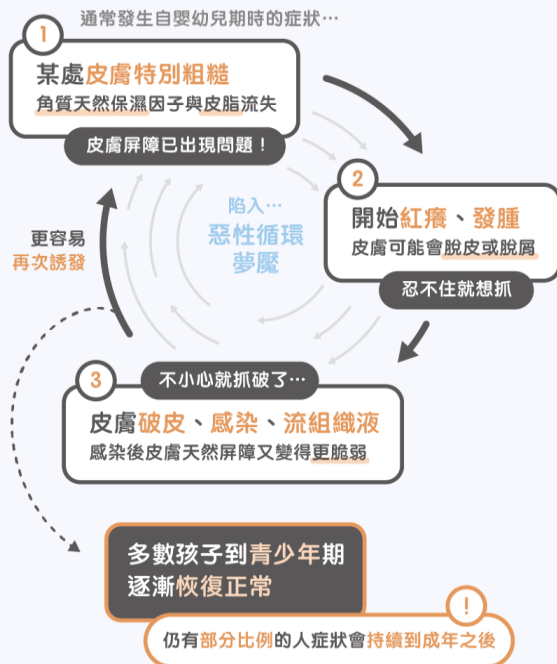 通常發生自嬰幼兒期時的症狀…
1
某處皮膚特別粗糙
角質天然保濕因子與皮脂流失
皮膚屏障已出現問題！
2
開始紅癢、發腫
皮膚可能會脫皮或脫屑
忍不住就想抓
陷入…
惡性循環
夢魘
更容易
再次誘發
3
不小心就抓破了…
皮膚破皮、感染、流組織液
感染後皮膚天然屏障又變得更脆弱
多數孩子到青少年期
逐漸恢復正常
!
仍有部分比例的人症狀會持續到成年之後